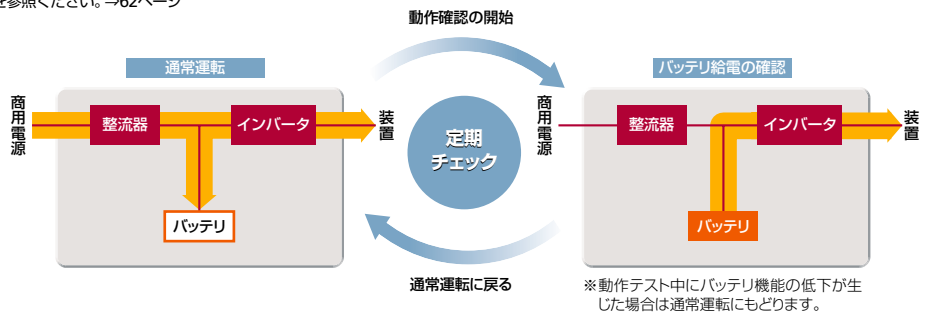 を参照ください。⇒62ページ
動作確認の開始
通常運転
バッテリ給電の確認
商用電源
整流器
インバータ
装置
バッテリ
定期
チェック
商用電源
整流器
インバータ
装置
バッテリ
通常運転に戻る
※動作テスト中にバッテリ機能の低下が生
じた場合は通常運転にもどります。